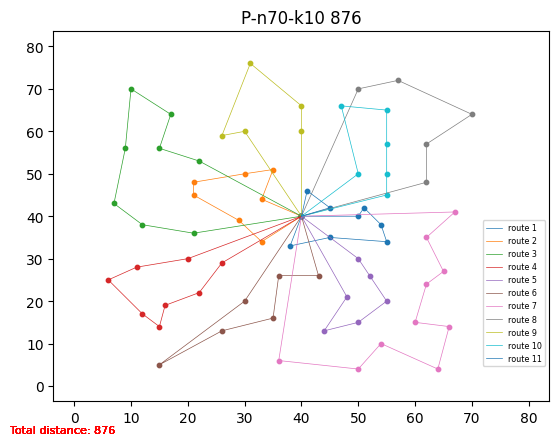 P-n70-k10 876
80
70
60
50
40
30
20
10
0
0 10 20 30 40 50 60 70 80
route 1
route 2
route 3
route 4
route 5
route 6
route 7
route 8
route 9
route 10
route 11
Total distance: 876